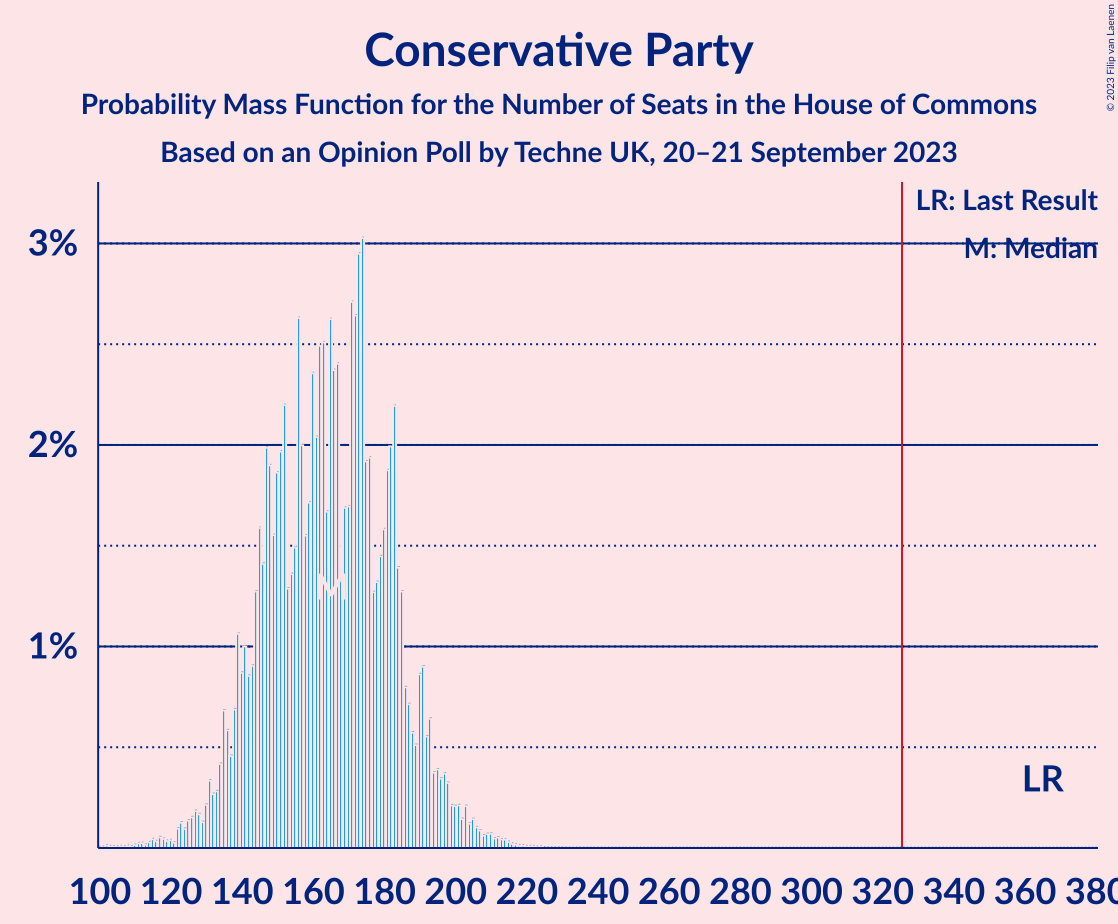 Conservative Party
Probability Mass Function for the Number of Seats in the House of Commons
Based on an Opinion Poll by Techne UK, 20–21 September 2023
© 2023 Filip van Laenen
LR: Last Result
M: Median
3%
2%
1%
M
LR
100 120 140 160 180 200 220 240 260 280 300 320 340 360 380